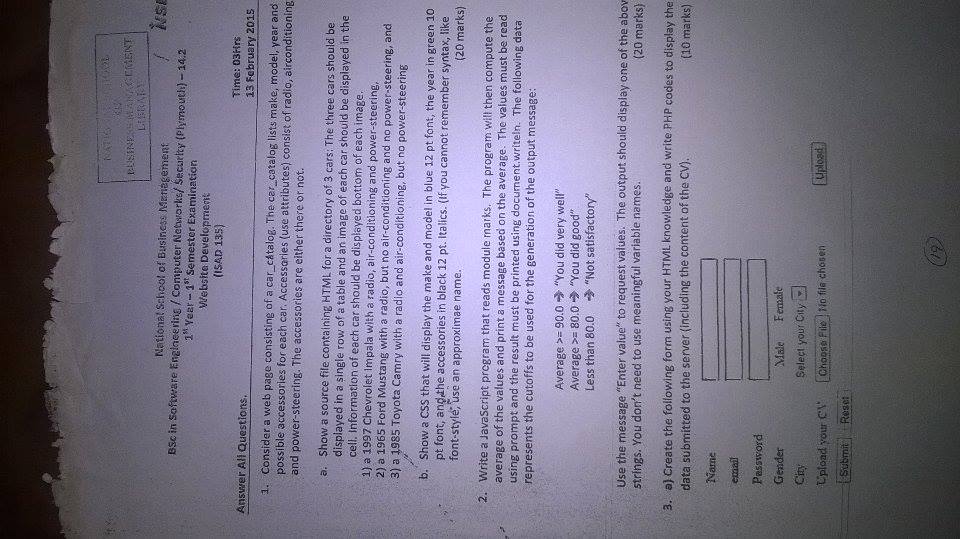 NATIONAL SCHOOL
OF
BUSINESS MANAGEMENT
LIBRARY
NSB
National School of Business Management
BSc in Software Engineering / Computer Networks/ Security (Plymouth) – 14.2
1st Year – 1st Semester Examination
Website Development
(ISAD 135)
Time: 03Hrs
Answer All Questions.
13 February 2015
1. Consider a web page consisting of a car_catalog. The car_catalog lists make, model, year and
possible accessories for each car. Accessories (use attributes) consist of radio, airconditioning
and power-steering. The accessories are either there or not.
a. Show a source file containing HTML for a directory of 3 cars: The three cars should be
displayed in a single row of a table and an image of each car should be displayed in the
cell. Information of each car should be displayed bottom of each image.
1) a 1997 Chevrolet Impala with a radio, air-conditioning and power-steering,
2) a 1965 Ford Mustang with a radio, but no air-conditioning and no power-steering, and
3) a 1985 Toyota Camry with a radio and air-conditioning, but no power-steering
b. Show a CSS that will display the make and model in blue 12 pt font, the year in green 10
pt font, and the accessories in black 12 pt. Italics. (If you cannot remember syntax, like
font-style, use an approximae name. (20 marks)
2. Write a JavaScript program that reads module marks. The program will then compute the
average of the values and print a message based on the average. The values must be read
using prompt and the result must be printed using document.writeln. The following data
represents the cutoffs to be used for the generation of the output message:
Average >= 90.0 → "You did very well"
Average >= 80.0 → "You did good"
Less than 80.0 → "Not satisfactory"
Use the message "Enter value" to request values. The output should display one of the abov
strings. You don't need to use meaningful variable names. (20 marks)
3. a) Create the following form using your HTML knowledge and write PHP codes to display the
data submitted to the server (including the content of the CV). (10 marks)
Name
email
Password
Gender Male Female
City Select your City
Upload your CV Choose File No file chosen Upload
Submit Reset
19